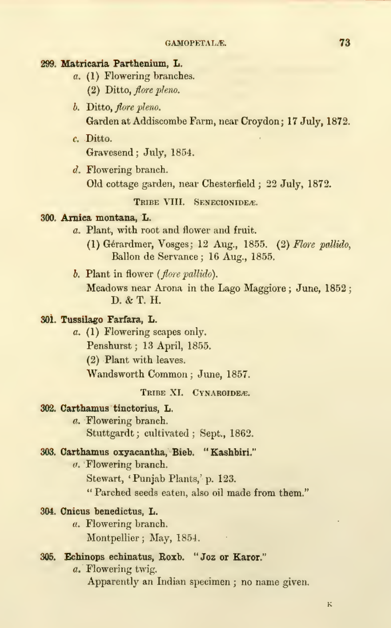 GAMOPETALÆ. 73
299. Matricaria Parthenium, L.
a. (1) Flowering branches.
(2) Ditto, flore pleno.
b. Ditto, flore pleno.
Garden at Addiscombe Farm, near Croydon; 17 July, 1872.
c. Ditto.
Gravesend; July, 1854.
d. Flowering branch.
Old cottage garden, near Chesterfield; 22 July, 1872.
TRIBE VIII. SENECIONIDEÆ.
300. Arnica montana, L.
a. Plant, with root and flower and fruit.
(1) Gérardmer, Vosges; 12 Aug., 1855. (2) Flore pallido,
Ballon de Servance; 16 Aug., 1855.
b. Plant in flower (flore pallido).
Meadows near Arona in the Lago Maggiore; June, 1852;
D. & T. H.
301. Tussilago Farfara, L.
a. (1) Flowering scapes only.
Penshurst; 13 April, 1855.
(2) Plant with leaves.
Wandsworth Common; June, 1857.
TRIBE XI. CYNAROIDEÆ.
302. Carthamus tinctorius, L.
a. Flowering branch.
Stuttgardt; cultivated; Sept., 1862.
303. Carthamus oxyacantha, Bieb. "Kashbiri."
a. Flowering branch.
Stewart, 'Punjab Plants,' p. 123.
"Parched seeds eaten, also oil made from them."
304. Cnicus benedictus, L.
a. Flowering branch.
Montpellier; May, 1854.
305. Echinops echinatus, Roxb. "Joz or Karor."
a. Flowering twig.
Apparently an Indian specimen; no name given.
K